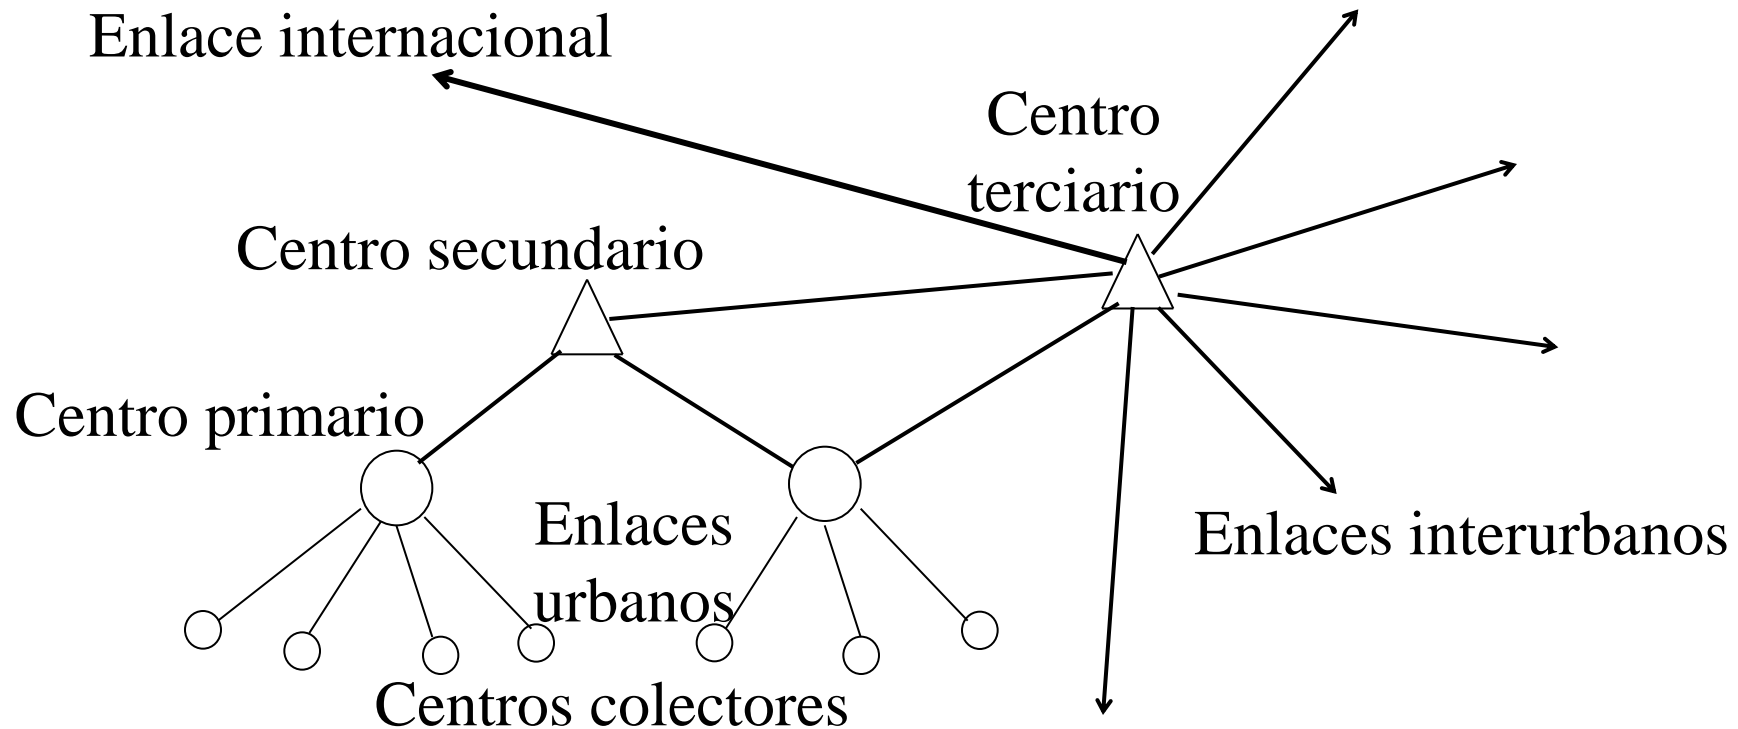 Enlace internacional
Centro
terciario
Centro secundario
Centro primario
Enlaces
urbanos
Enlaces interurbanos
Centros colectores